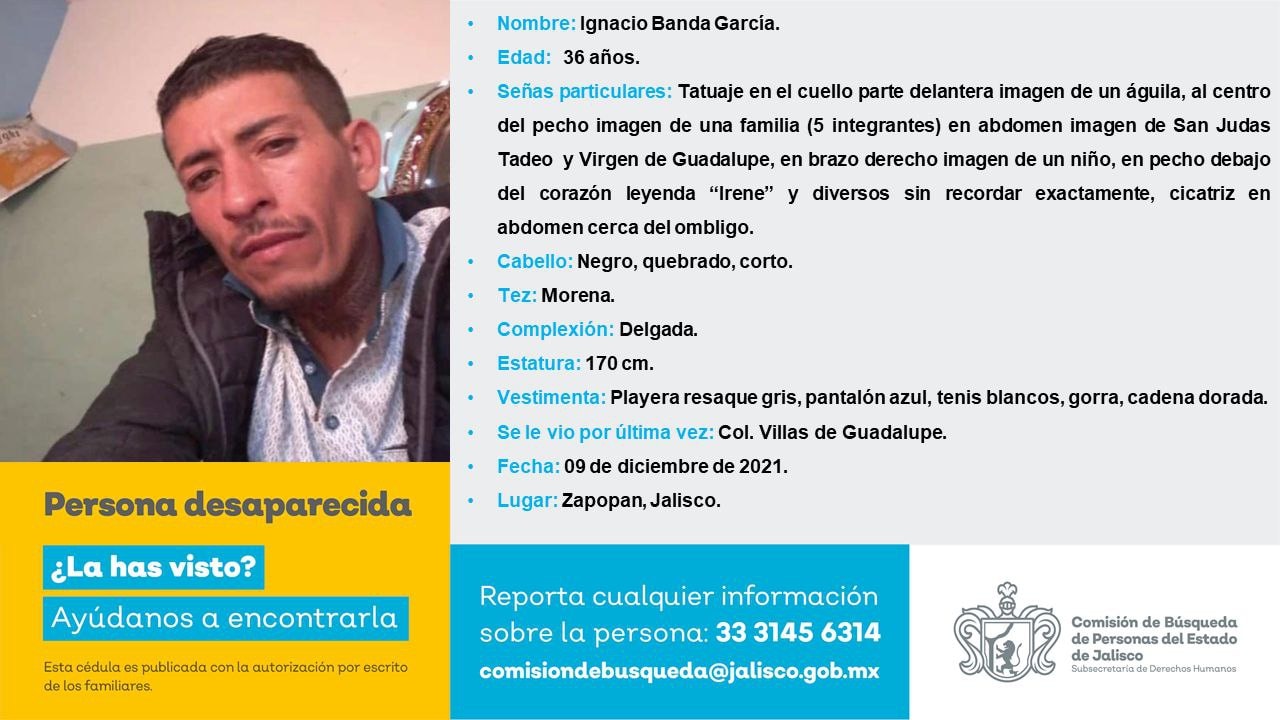 Nombre: Ignacio Banda García.
Edad: 36 años.
Señas particulares: Tatuaje en el cuello parte delantera imagen de un águila, al centro
del pecho imagen de una familia (5 integrantes) en abdomen imagen de San Judas
Tadeo y Virgen de Guadalupe, en brazo derecho imagen de un niño, en pecho debajo
del corazón leyenda “Irene” y diversos sin recordar exactamente, cicatriz en
abdomen cerca del ombligo.
Cabello: Negro, quebrado, corto.
Tez: Morena.
Complexión: Delgada.
Estatura: 170 cm.
Vestimenta: Playera resaque gris, pantalón azul, tenis blancos, gorra, cadena dorada.
Se le vio por última vez: Col. Villas de Guadalupe.
Fecha: 09 de diciembre de 2021.
Lugar: Zapopan, Jalisco.
Persona desaparecida
¿La has visto?
Ayúdanos a encontrarla
Esta cédula es publicada con la autorización por escrito
de los familiares.
Reporta cualquier información
sobre la persona: 33 3145 6314
comisiondebusqueda@jalisco.gob.mx
Comisión de Búsqueda
de Personas del Estado
de Jalisco
Subsecretaría de Derechos Humanos